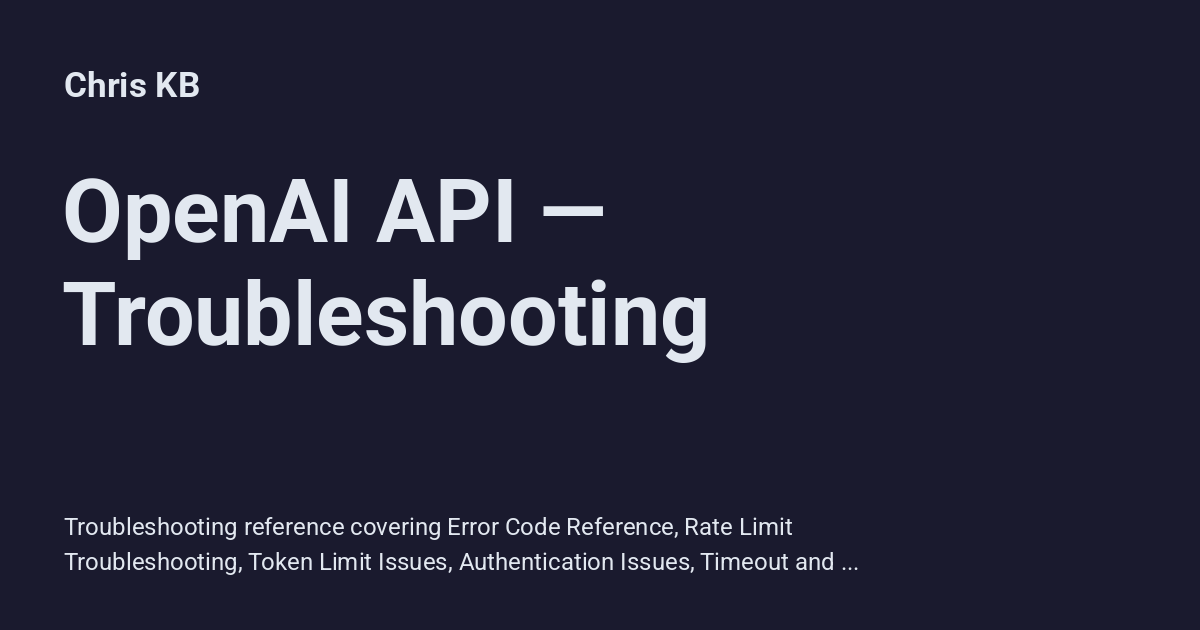 Chris KB
OpenAI API —
Troubleshooting
Troubleshooting reference covering Error Code Reference, Rate Limit
Troubleshooting, Token Limit Issues, Authentication Issues, Timeout and ...